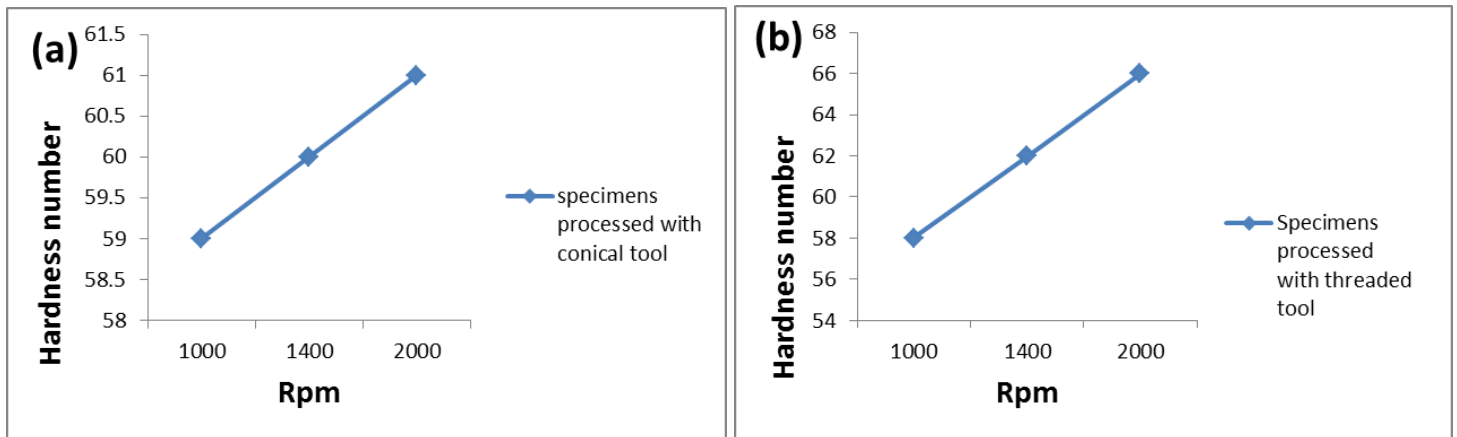 (a)
Hardness number
61.5
61
60.5
60
59.5
59
58.5
58
1000 1400 2000
Rpm
specimens
processed with
conical tool
(b)
Hardness number
68
66
64
62
60
58
56
54
1000 1400 2000
Rpm
Specimens
processed
with threaded
tool